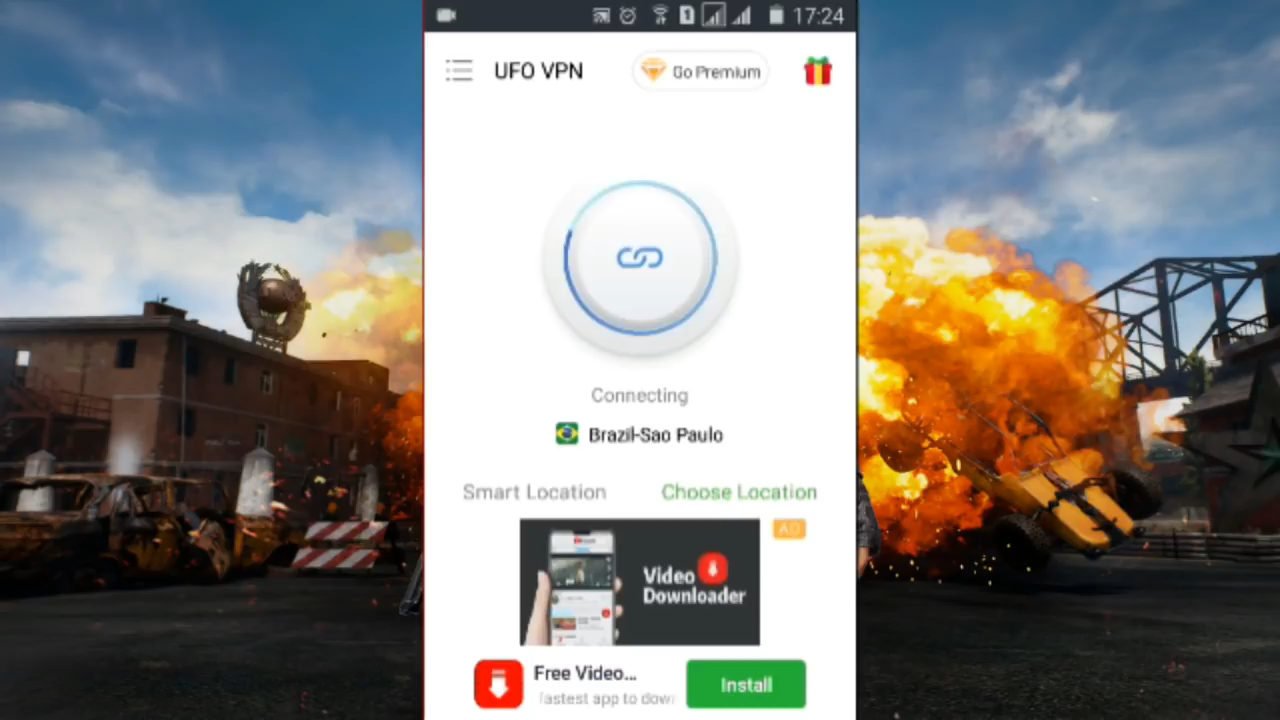 17:24
UFO VPN
Go Premium
Connecting
Brazil-Sao Paulo
Smart Location
Choose Location
AD
Video
Downloader
Free Video...
fastest app to down
Install